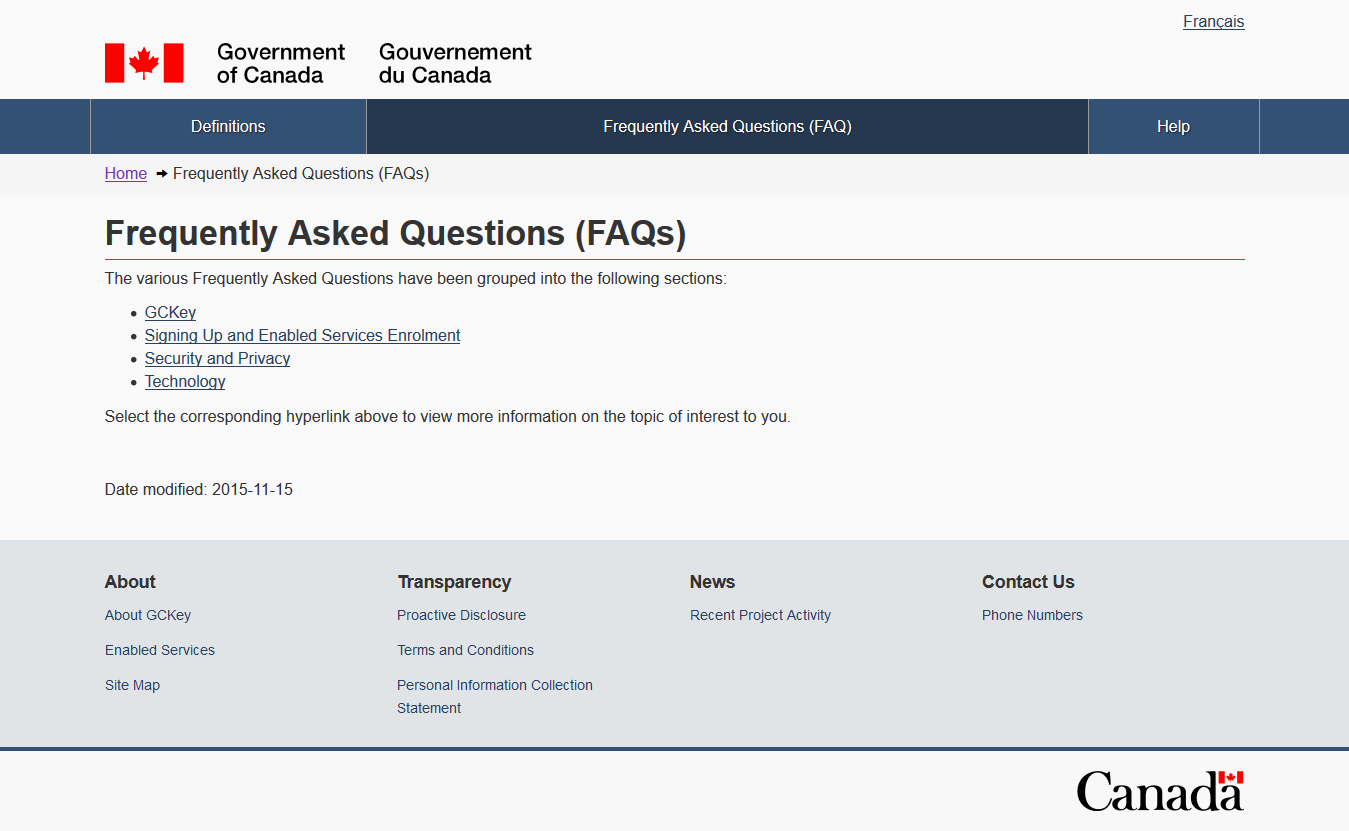 Français
Government
of Canada
Gouvernement
du Canada
Definitions
Frequently Asked Questions (FAQ)
Help
Home ➞ Frequently Asked Questions (FAQs)
Frequently Asked Questions (FAQs)
The various Frequently Asked Questions have been grouped into the following sections:
• GCKey
• Signing Up and Enabled Services Enrolment
• Security and Privacy
• Technology
Select the corresponding hyperlink above to view more information on the topic of interest to you.
Date modified: 2015-11-15
About
About GCKey
Enabled Services
Site Map
Transparency
Proactive Disclosure
Terms and Conditions
Personal Information Collection
Statement
News
Recent Project Activity
Contact Us
Phone Numbers
Canada